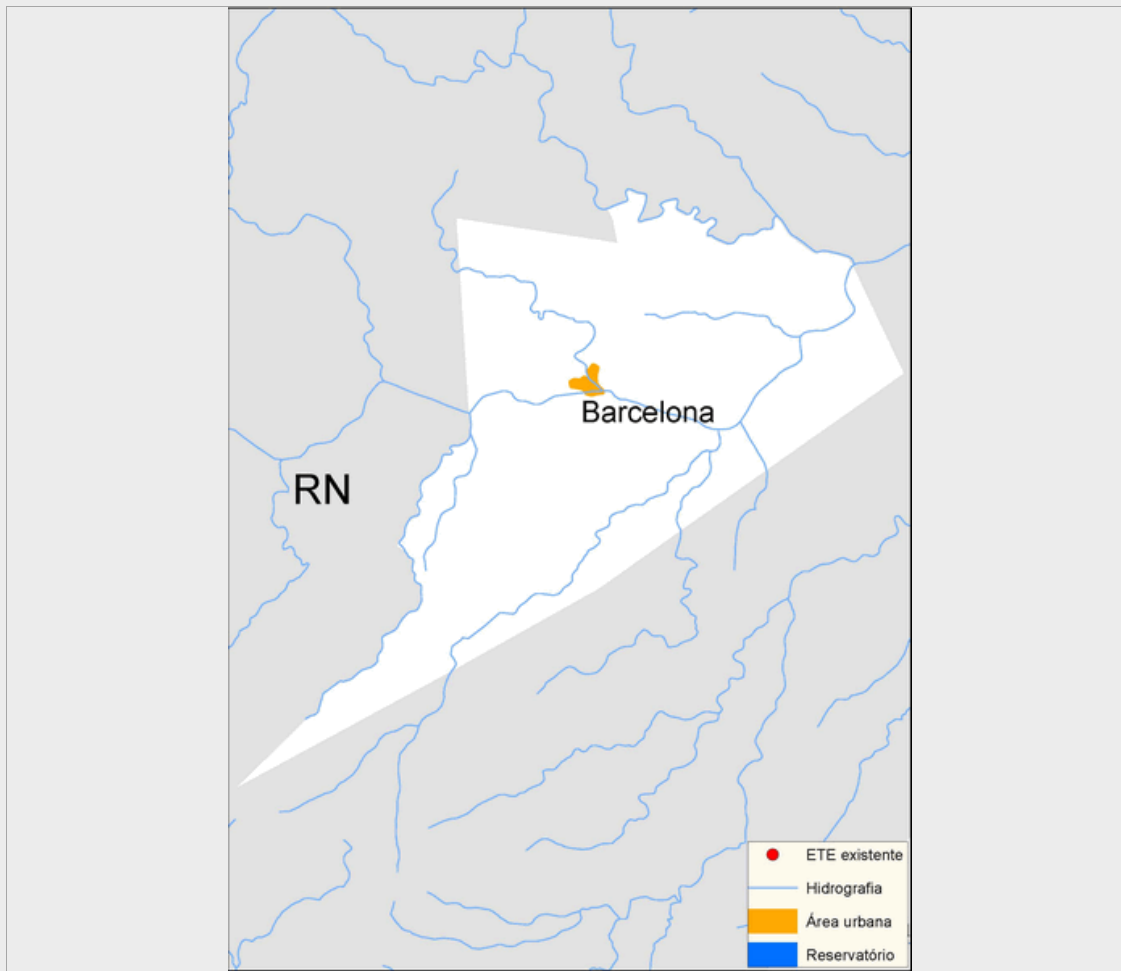 Barcelona
RN
ETE existente
Hidrografia
Área urbana
Reservatório